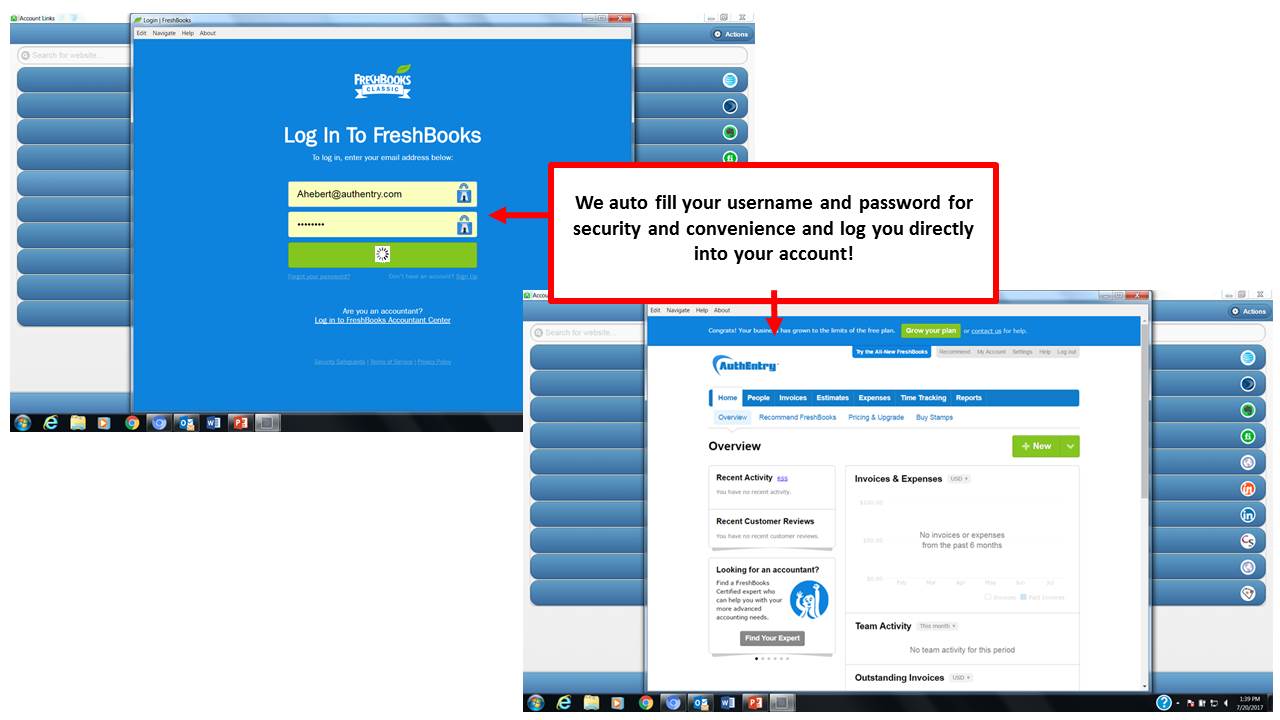 Account Links
Login | FreshBooks
Edit Navigate Help About
Actions
Search for website...
FRESHBOOKS
CLASSIC
Log In To FreshBooks
To log in, enter your email address below:
Ahebert@authentry.com
••••••••
Forgot your password? Don't have an account? Sign Up
Are you an accountant?
Log in to FreshBooks Accountant Center
Security Safeguards | Terms of Service | Privacy Policy
We auto fill your username and password for
security and convenience and log you directly
into your account!
Accou
Edit Navigate Help About
Actions
Search for website...
Congrats! Your business has grown to the limits of the free plan. Grow your plan or contact us for help.
Try the All-New FreshBooks Recommend My Account Settings Help Log out
AuthEntry
Home People Invoices Estimates Expenses Time Tracking Reports
Overview Recommend FreshBooks Pricing & Upgrade Buy Stamps
Overview
+ New
Recent Activity RSS
You have no recent activity.
Recent Customer Reviews
You have no recent customer reviews.
Looking for an accountant?
Find a FreshBooks
Certified expert who
can help you with your
more advanced
accounting needs.
Find Your Expert
Invoices & Expenses USD
$100.00
No invoices or expenses
$50.00
from the past 6 months
$0.00
Feb Mar Apr May Jun Jul
Invoices Paid Invoices
Team Activity This month
No team activity for this period
Outstanding Invoices USD
1:39 PM
7/20/2017